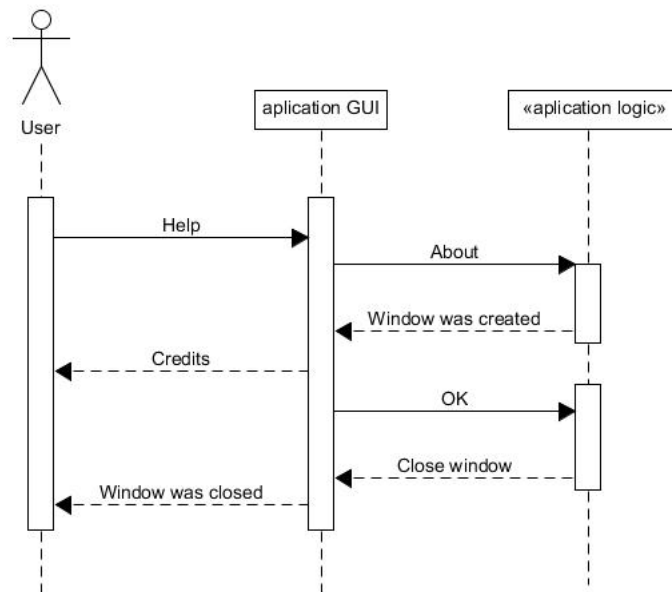 User
aplication GUI
«aplication logic»
Help
About
Window was created
Credits
OK
Close window
Window was closed